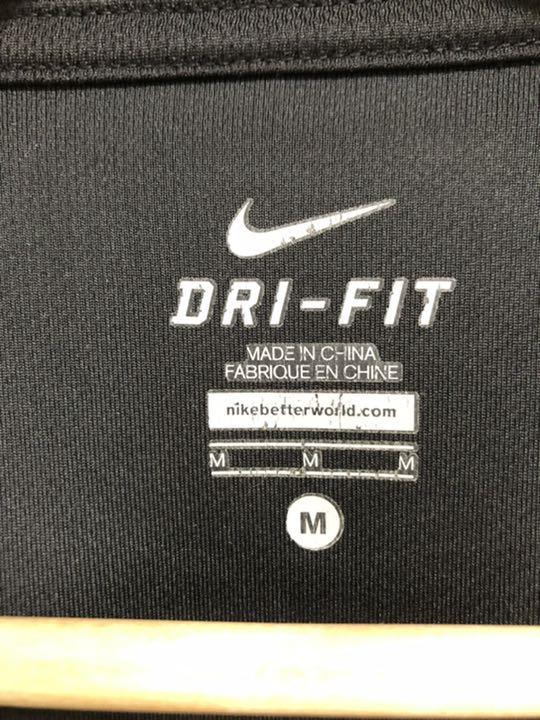 DRI-FIT
MADE IN CHINA
FABRIQUE EN CHINE
nikebetterworld.com
M M M
M